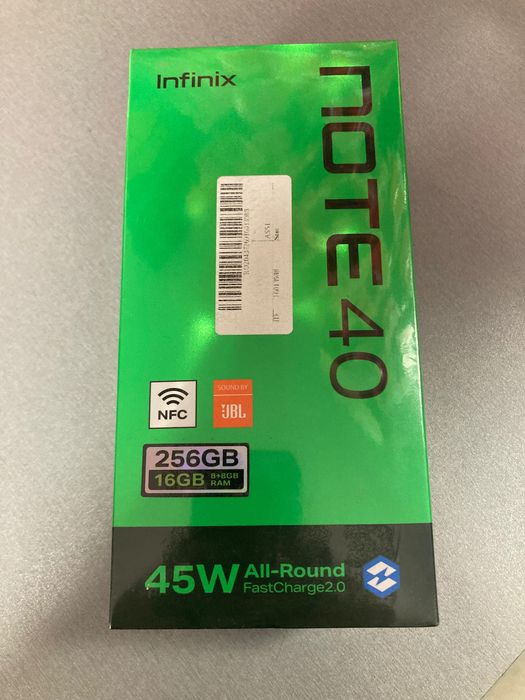 Infinix
NOTE 40
NFC
SOUND BY
JBL
256GB
16GB 8+8GB RAM
45W All-Round
FastCharge2.0